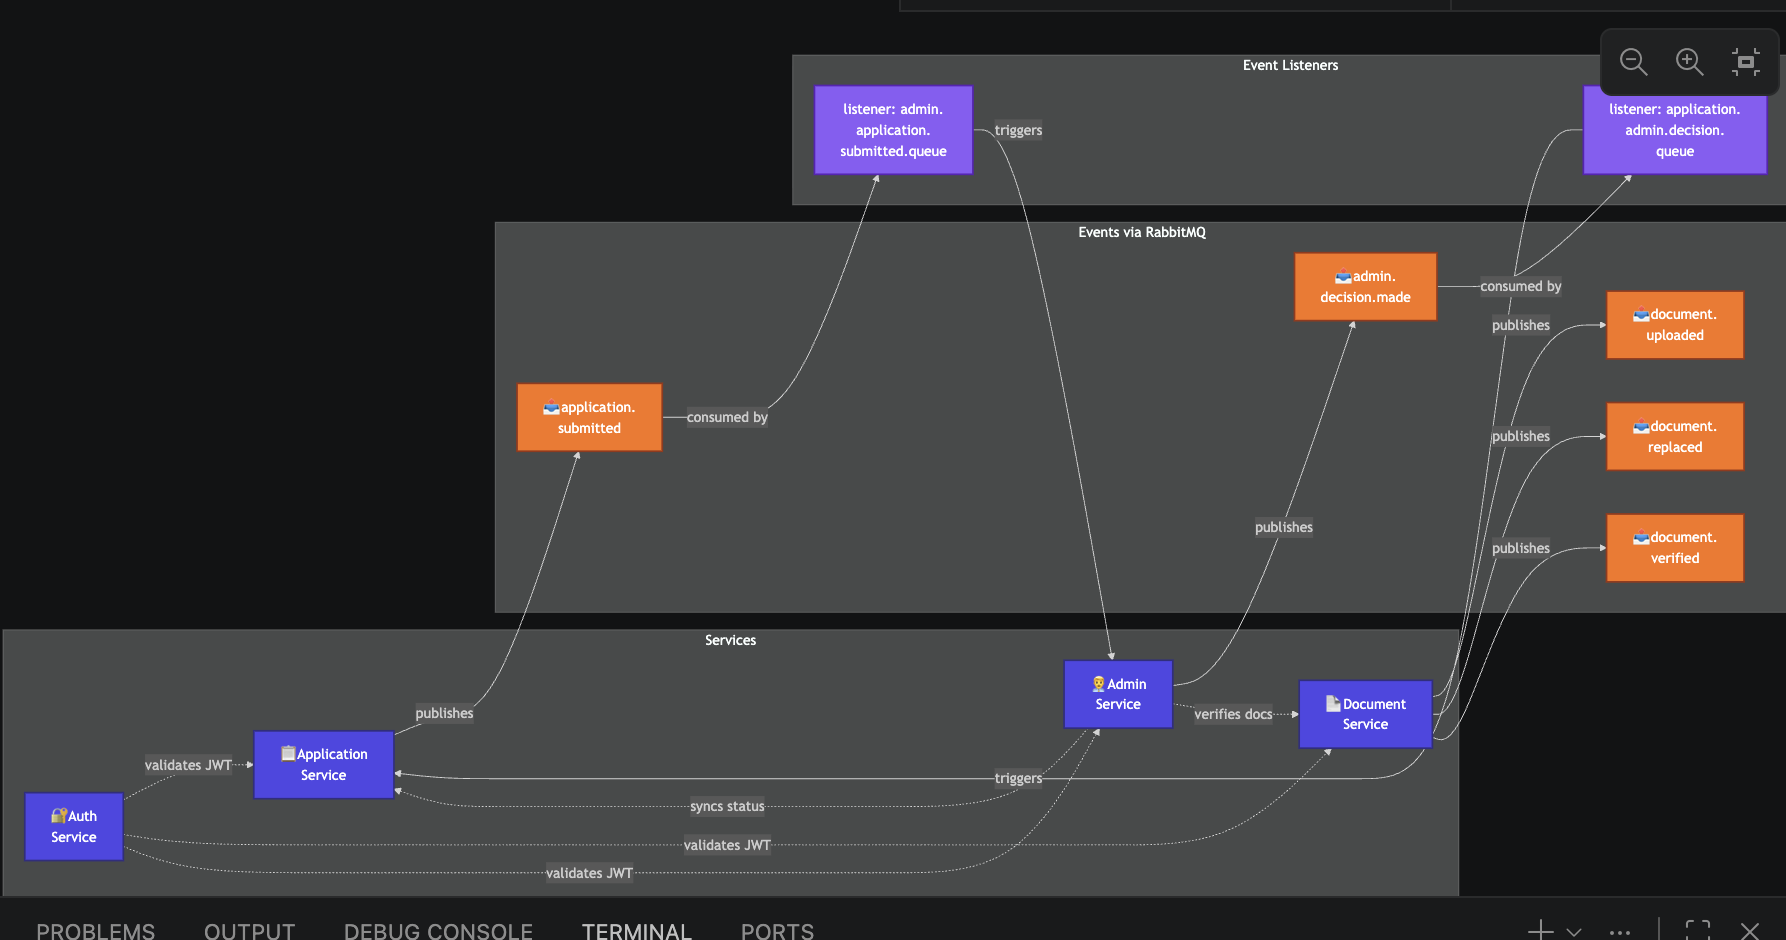 Event Listeners
listener: admin.
application.
submitted.queue
triggers
listener: application.
admin.decision.
queue
Events via RabbitMQ
admin.
decision.made
consumed by
document.
uploaded
publishes
application.
submitted
consumed by
document.
replaced
publishes
publishes
document.
verified
publishes
Services
Admin
Service
verifies docs
Document
Service
publishes
Application
Service
validates JWT
triggers
syncs status
Auth
Service
validates JWT
validates JWT
PROBLEMS
OUTPUT
DEBUG CONSOLE
TERMINAL
PORTS